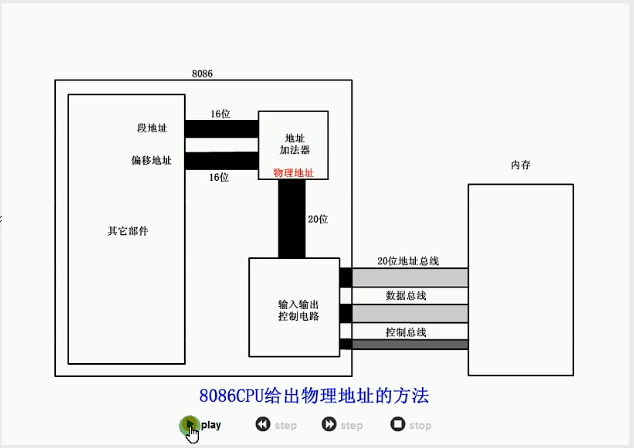 8086
16位
段地址
地址
加法器
偏移地址
物理地址
16位
内存
20位
其它部件
20位地址总线
数据总线
输入输出
控制电路
控制总线
8086CPU给出物理地址的方法
play
step
step
stop